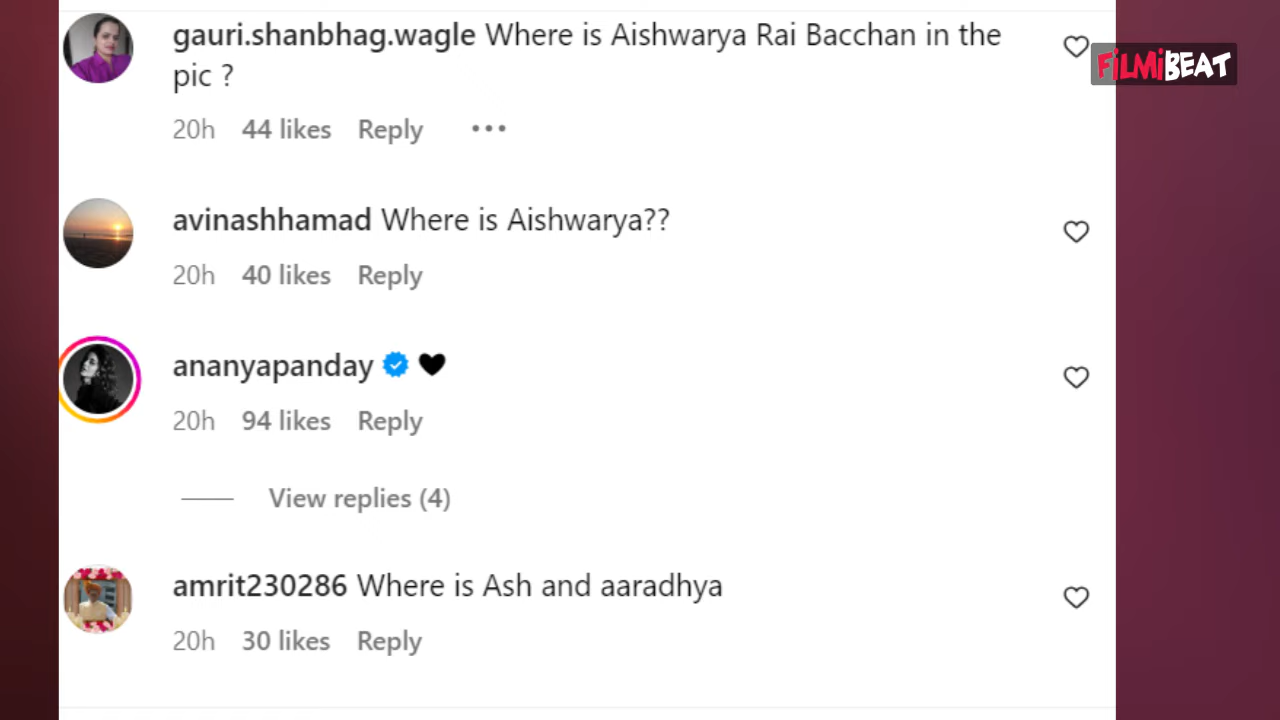 gauri.shanbhag.wagle Where is Aishwarya Rai Bacchan in the
pic ?
FiLMiBEAT
20h 44 likes Reply •••
avinashhamad Where is Aishwarya??
20h 40 likes Reply
ananyapanday 🖤
20h 94 likes Reply
View replies (4)
amrit230286 Where is Ash and aaradhya
20h 30 likes Reply